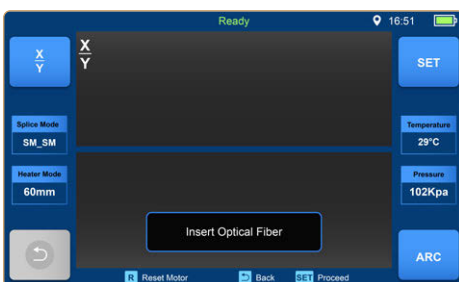 Ready
16:51
X
Y
X
Y
SET
Splice Mode
SM_SM
Temperature
29°C
Heater Mode
60mm
Pressure
102Kpa
Insert Optical Fiber
ARC
R Reset Motor
Back
SET Proceed